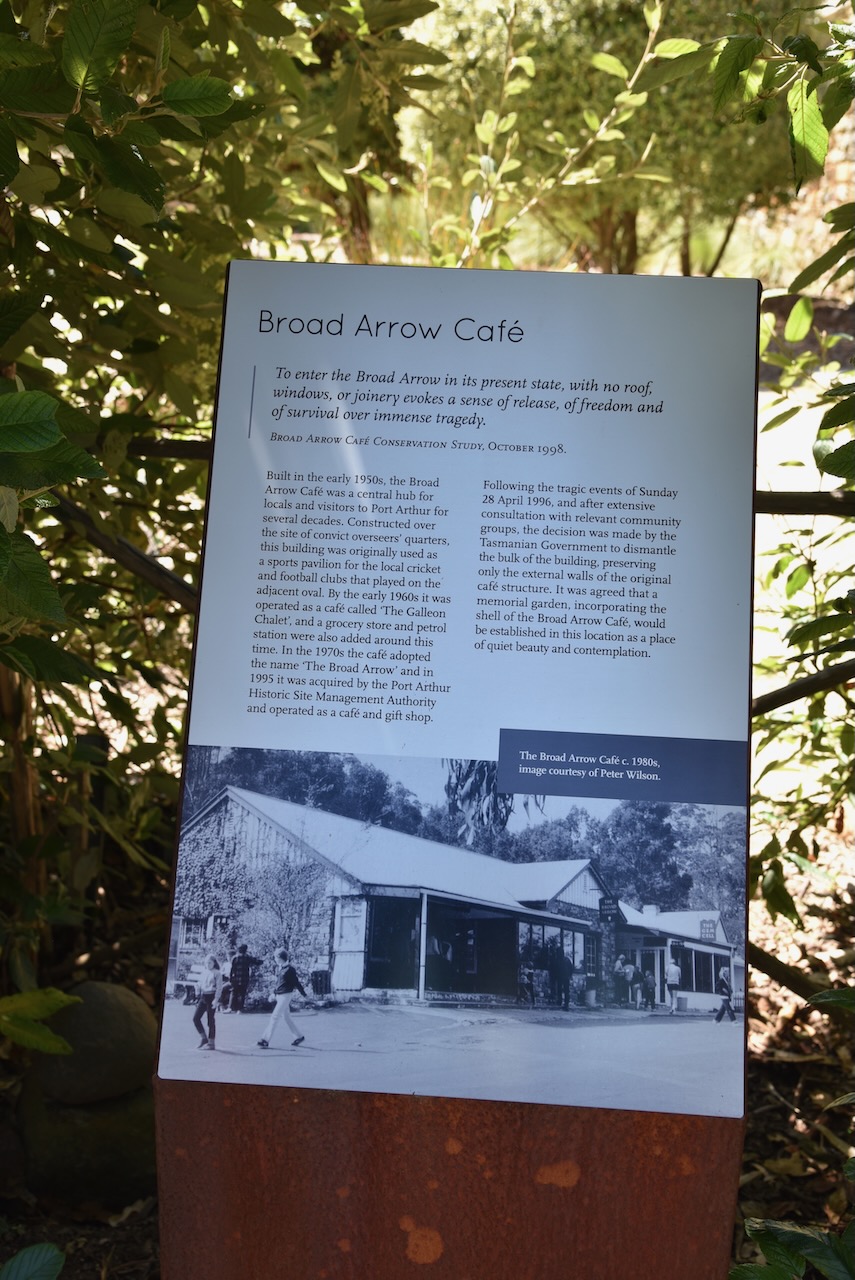 Broad Arrow Café
To enter the Broad Arrow in its present state, with no roof,
windows, or joinery evokes a sense of release, of freedom and
of survival over immense tragedy.
Broad Arrow Café Conservation Study, October 1998.
Built in the early 1950s, the Broad
Arrow Café was a central hub for
locals and visitors to Port Arthur for
several decades. Constructed over
the site of convict overseers' quarters,
this building was originally used as
a sports pavilion for the local cricket
and football clubs that played on the
adjacent oval. By the early 1960s it was
operated as a café called 'The Galleon
Chalet', and a grocery store and petrol
station were also added around this
time. In the 1970s the café adopted
the name 'The Broad Arrow' and in
1995 it was acquired by the Port Arthur
Historic Site Management Authority
and operated as a café and gift shop.
Following the tragic events of Sunday
28 April 1996, and after extensive
consultation with relevant community
groups, the decision was made by the
Tasmanian Government to dismantle
the bulk of the building, preserving
only the external walls of the original
café structure. It was agreed that a
memorial garden, incorporating the
shell of the Broad Arrow Café, would
be established in this location as a place
of quiet beauty and contemplation.
The Broad Arrow Café c. 1980s,
image courtesy of Peter Wilson.